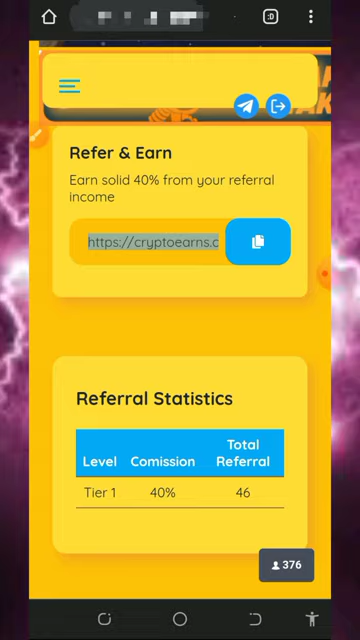 :D
Refer & Earn
Earn solid 40% from your referral
income
https://cryptoearns.c
Referral Statistics
Level Comission Total Referral
Tier 1 40% 46
376